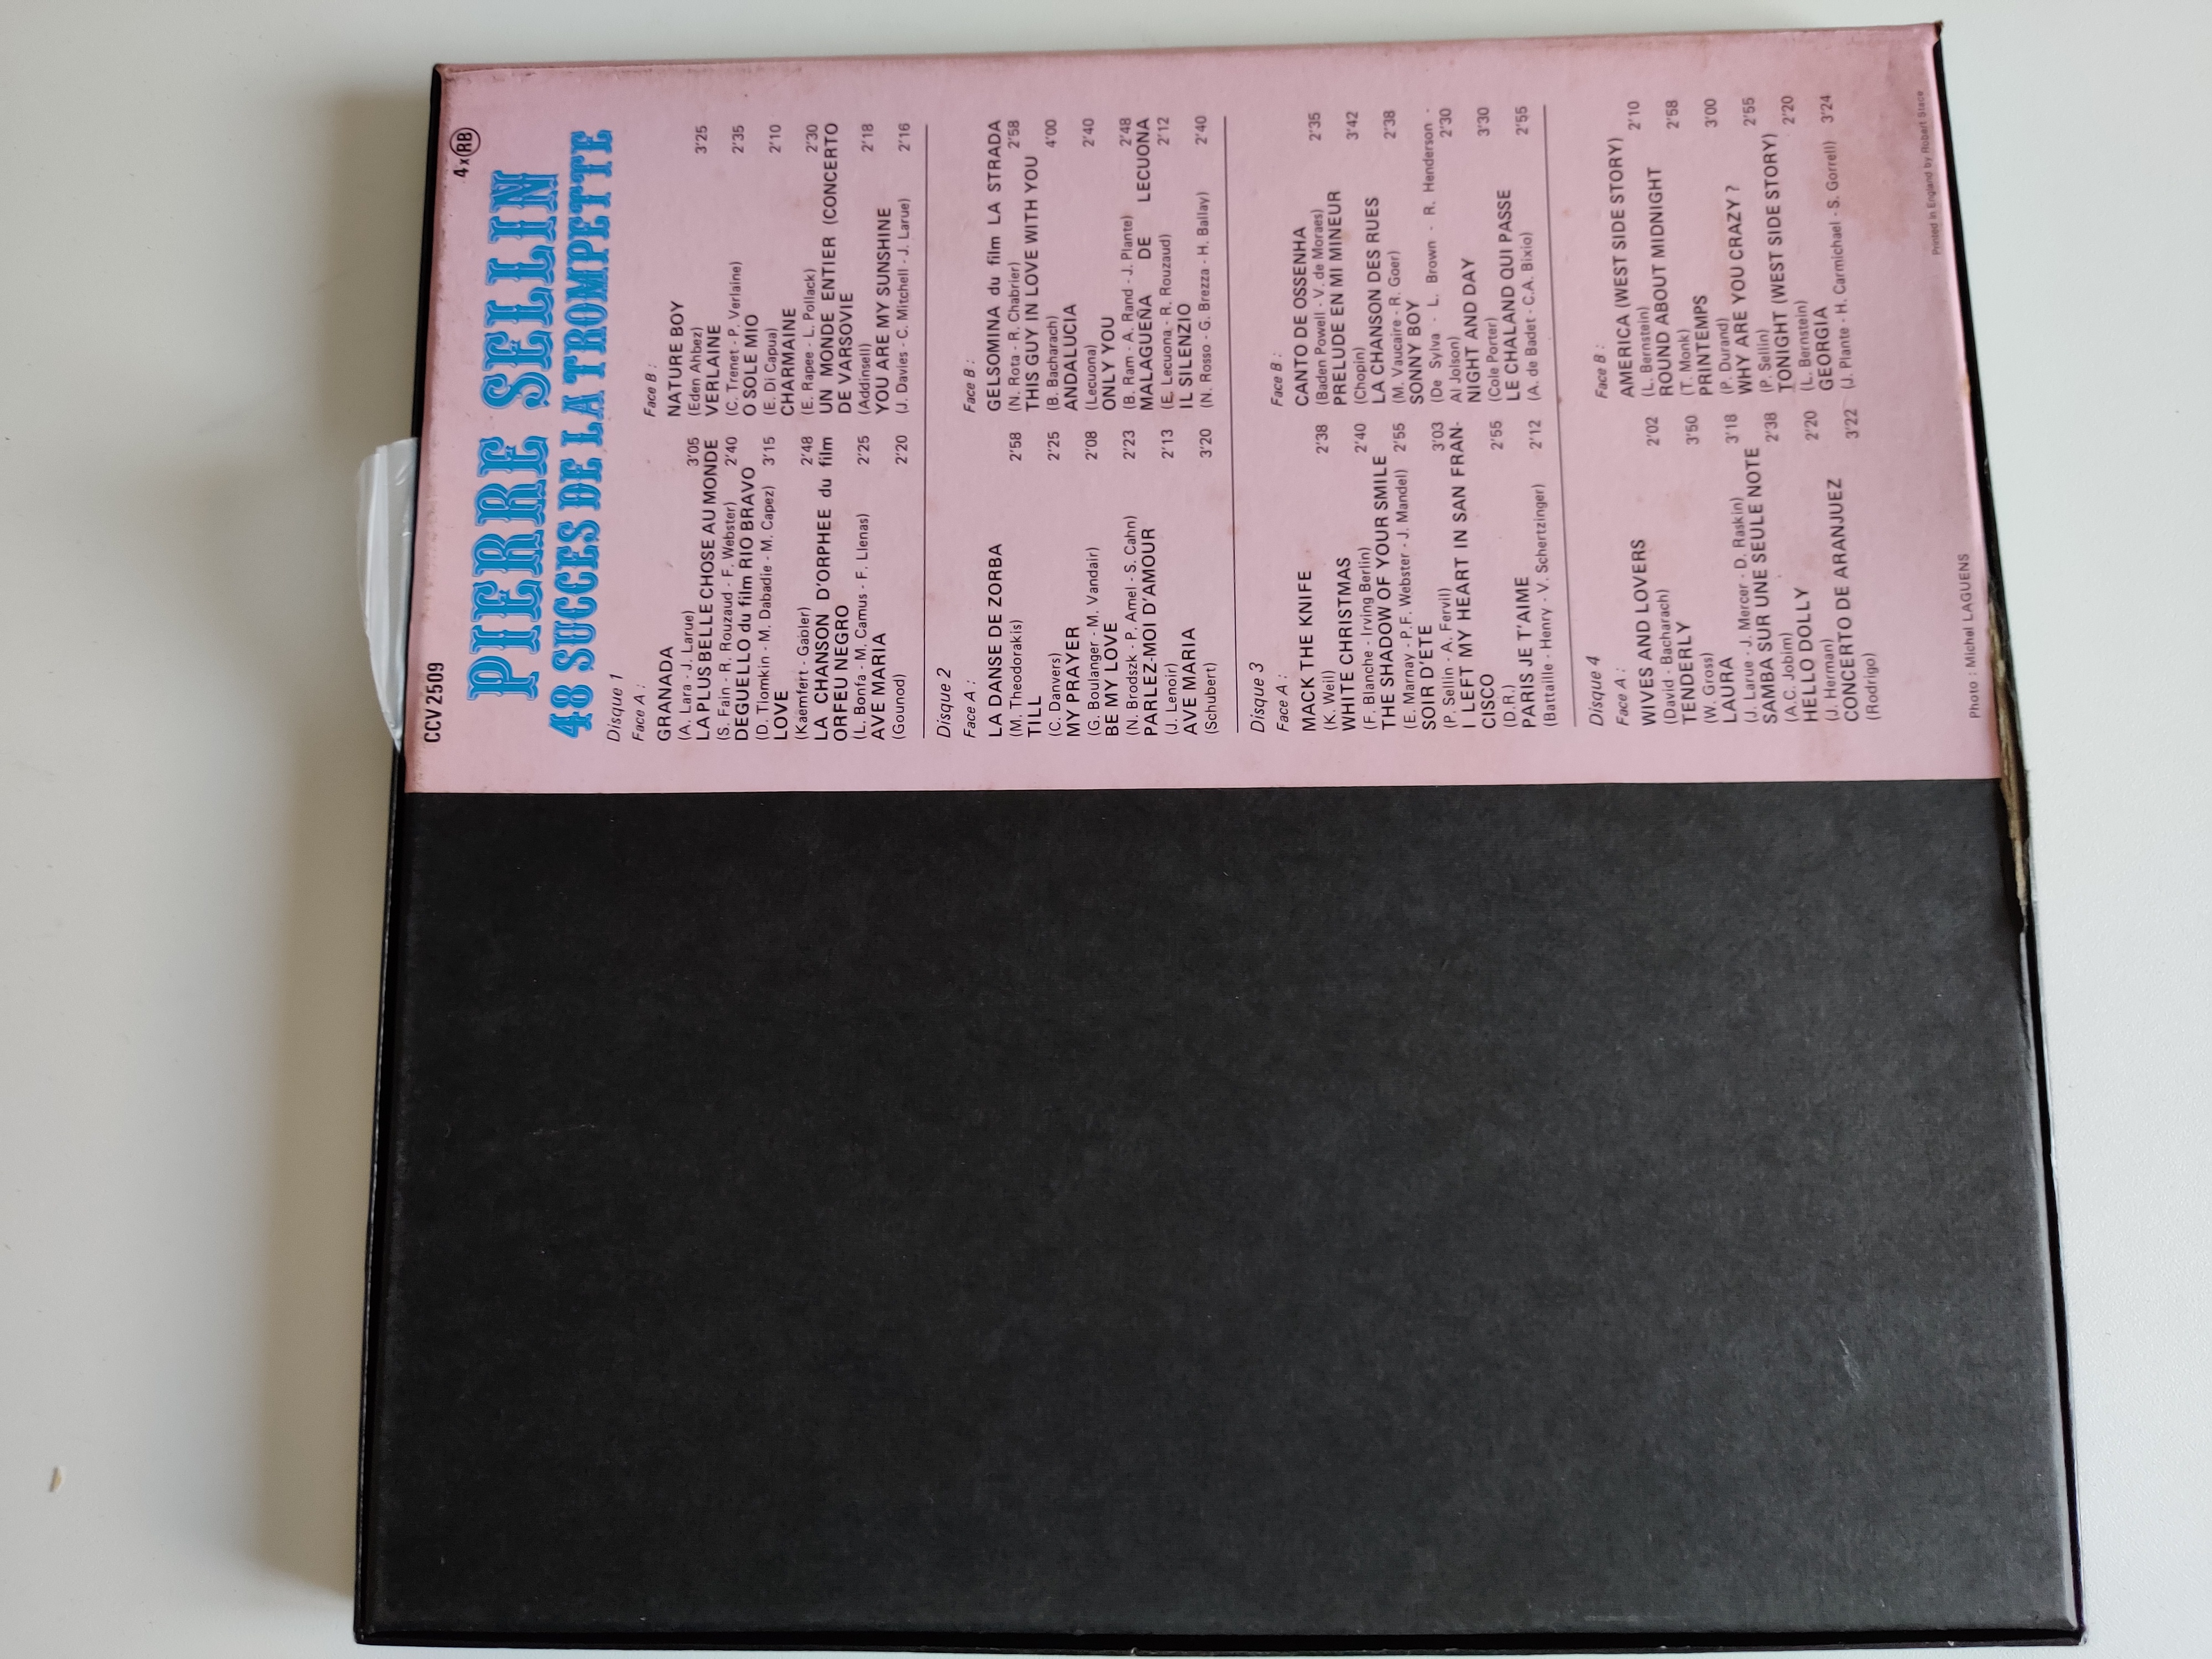 CCV 2509
4 x RB
PIERRE SELLIN
48 SUCCES DE LA TROMPETTE
Disque 1
Face A :
GRANADA
(A. Lara - J. Larue) 3'05
LA PLUS BELLE CHOSE AU MONDE
(S. Fain - R. Rouzaud - F. Webster) 2'40
DEGUELLO du film RIO BRAVO
(D. Tiomkin - M. Dabadie - M. Capez) 3'15
LOVE
(Kaemfert - Gabler) 2'48
LA CHANSON D'ORPHEE du film
ORFEU NEGRO
(L. Bonfa - M. Camus - F. Llenas) 2'25
AVE MARIA
(Gounod) 2'20
Face B :
NATURE BOY
(Eden Ahbez) 3'25
VERLAINE
(C. Trenet - P. Verlaine) 2'35
O SOLE MIO
(E. Di Capua) 2'10
CHARMAINE
(E. Rapee - L. Pollack) 2'30
UN MONDE ENTIER (CONCERTO
DE VARSOVIE
(Addinsell) 2'18
YOU ARE MY SUNSHINE
(J. Davies - C. Mitchell - J. Larue) 2'16
Disque 2
Face A :
LA DANSE DE ZORBA
(M. Theodorakis) 2'58
TILL
(C. Danvers) 2'25
MY PRAYER
(G. Boulanger - M. Vandair) 2'08
BE MY LOVE
(N. Brodszk - P. Amel - S. Cahn) 2'23
PARLEZ-MOI D'AMOUR
(J. Lenoir) 2'13
AVE MARIA
(Schubert) 3'20
Face B :
GELSOMINA du film LA STRADA
(N. Rota - R. Chabrier) 2'58
THIS GUY IN LOVE WITH YOU
(B. Bacharach) 4'00
ANDALUCIA
(Lecuona) 2'40
ONLY YOU
(B. Ram - A. Rand - J. Plante) 2'48
MALAGUEÑA DE LECUONA
(E. Lecuona - R. Rouzaud) 2'12
IL SILENZIO
(N. Rosso - G. Brezza - H. Ballay) 2'40
Disque 3
Face A :
MACK THE KNIFE
(K. Weil) 2'38
WHITE CHRISTMAS
(F. Blanche - Irving Berlin) 2'40
THE SHADOW OF YOUR SMILE
(E. Marnay - P.F. Webster - J. Mandel) 2'55
SOIR D'ETE
(P. Sellin - A. Fervil) 3'03
I LEFT MY HEART IN SAN FRAN-
CISCO
(D.R.) 2'55
PARIS JE T'AIME
(Battaille - Henry - V. Schertzinger) 2'12
Face B :
CANTO DE OSSENHA
(Baden Powell - V. de Moraes) 2'35
PRELUDE EN MI MINEUR
(Chopin) 3'42
LA CHANSON DES RUES
(M. Vaucaire - R. Goer) 2'38
SONNY BOY
(De Sylva - L. Brown - R. Henderson -
Al Jolson) 2'30
NIGHT AND DAY
(Cole Porter) 3'30
LE CHALAND QUI PASSE
(A. de Badet - C.A. Bixio) 2'55
Disque 4
Face A :
WIVES AND LOVERS
(David - Bacharach) 2'02
TENDERLY
(W. Gross) 3'50
LAURA
(J. Larue - J. Mercer - D. Raskin) 3'18
SAMBA SUR UNE SEULE NOTE
(A.C. Jobim) 2'38
HELLO DOLLY
(J. Herman) 2'20
CONCERTO DE ARANJUEZ
(Rodrigo) 3'22
Face B :
AMERICA (WEST SIDE STORY)
(L. Bernstein) 2'10
ROUND ABOUT MIDNIGHT
(T. Monk) 2'58
PRINTEMPS
(P. Durand) 3'00
WHY ARE YOU CRAZY ?
(P. Sellin) 2'55
TONIGHT (WEST SIDE STORY)
(L. Bernstein) 2'20
GEORGIA
(J. Plante - H. Carmichael - S. Gorrell) 3'24
Photo : Michel LAGUENS
Printed in England by Robert Stace